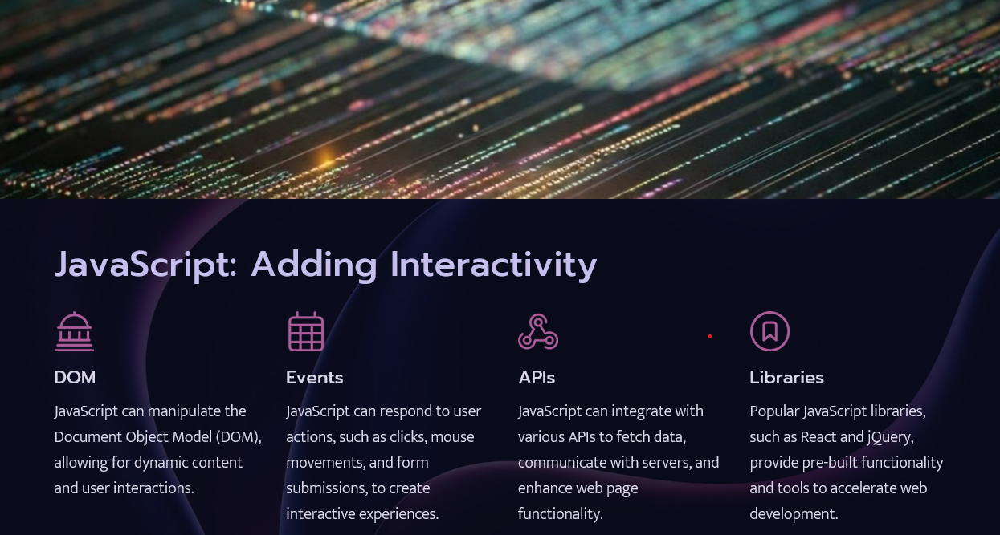 JavaScript: Adding Interactivity
DOM
JavaScript can manipulate the
Document Object Model (DOM),
allowing for dynamic content
and user interactions.
Events
JavaScript can respond to user
actions, such as clicks, mouse
movements, and form
submissions, to create
interactive experiences.
APIs
JavaScript can integrate with
various APIs to fetch data,
communicate with servers, and
enhance web page
functionality.
Libraries
Popular JavaScript libraries,
such as React and jQuery,
provide pre-built functionality
and tools to accelerate web
development.